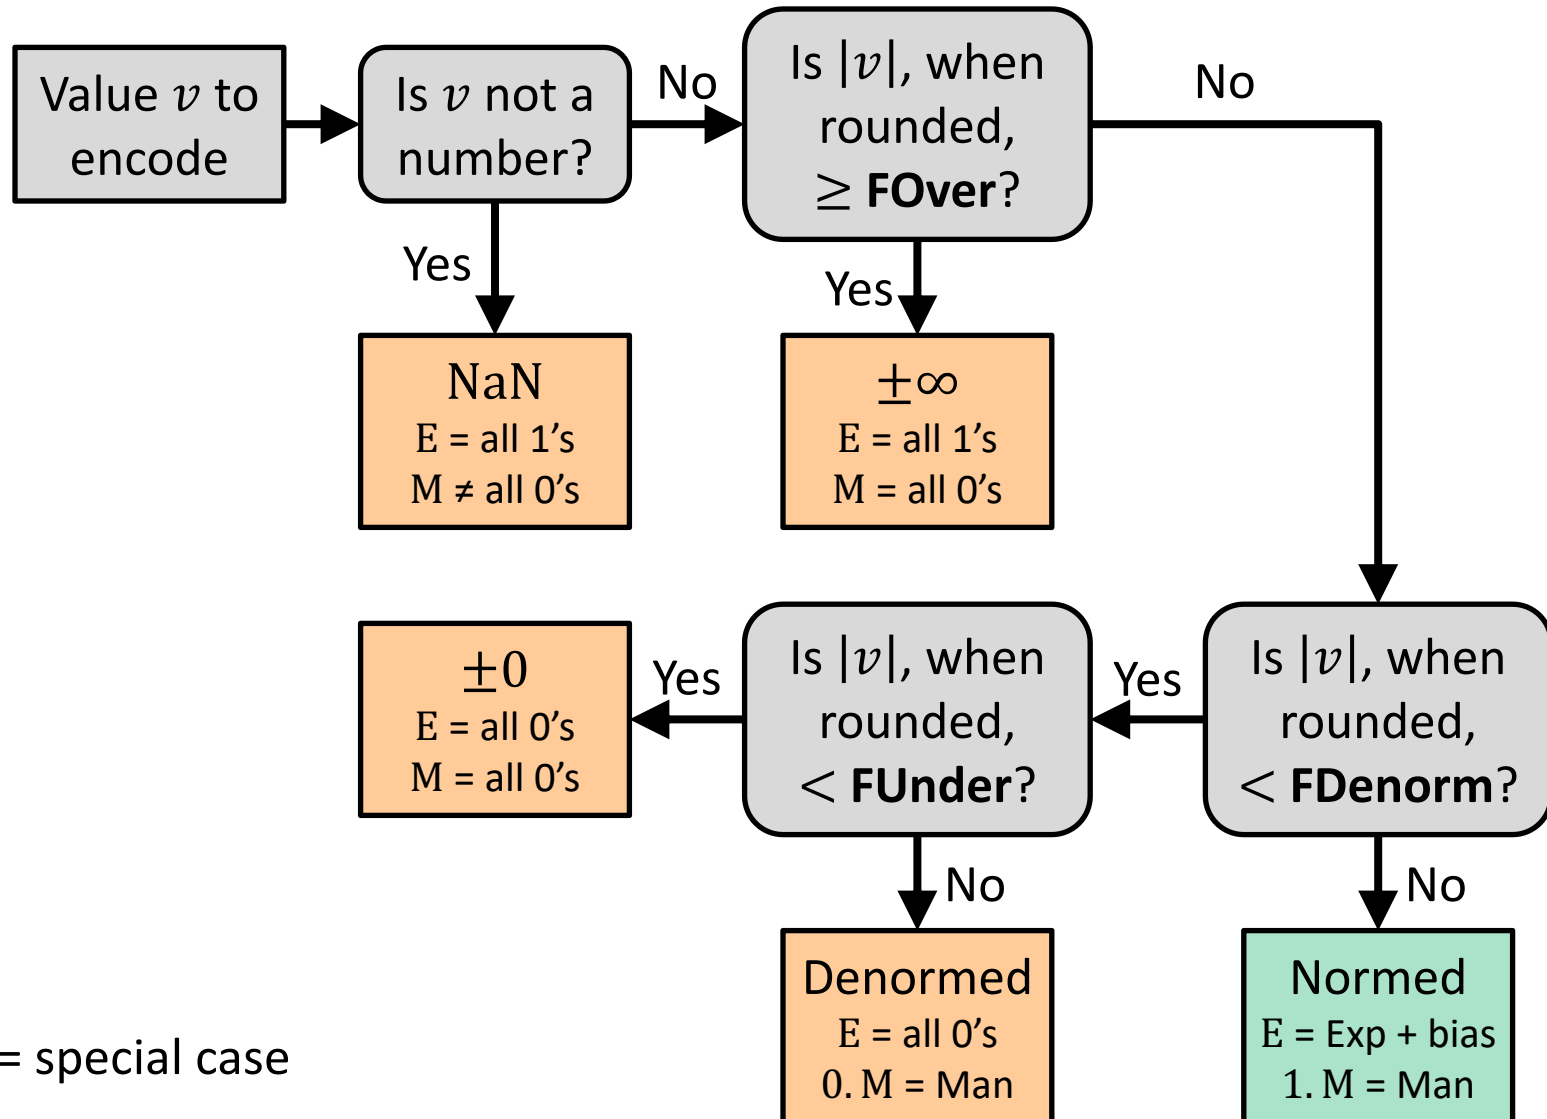 Value 𝑣 to
encode
Is 𝑣 not a
number?
No
Is |𝑣|, when
rounded,
≥ FOver?
No
Yes
Yes
NaN
E = all 1’s
M ≠ all 0’s
±∞
E = all 1’s
M = all 0’s
±0
E = all 0’s
M = all 0’s
Yes
Is |𝑣|, when
rounded,
< FUnder?
Yes
Is |𝑣|, when
rounded,
< FDenorm?
No
No
Denormed
E = all 0’s
0. M = Man
Normed
E = Exp + bias
1. M = Man
= special case